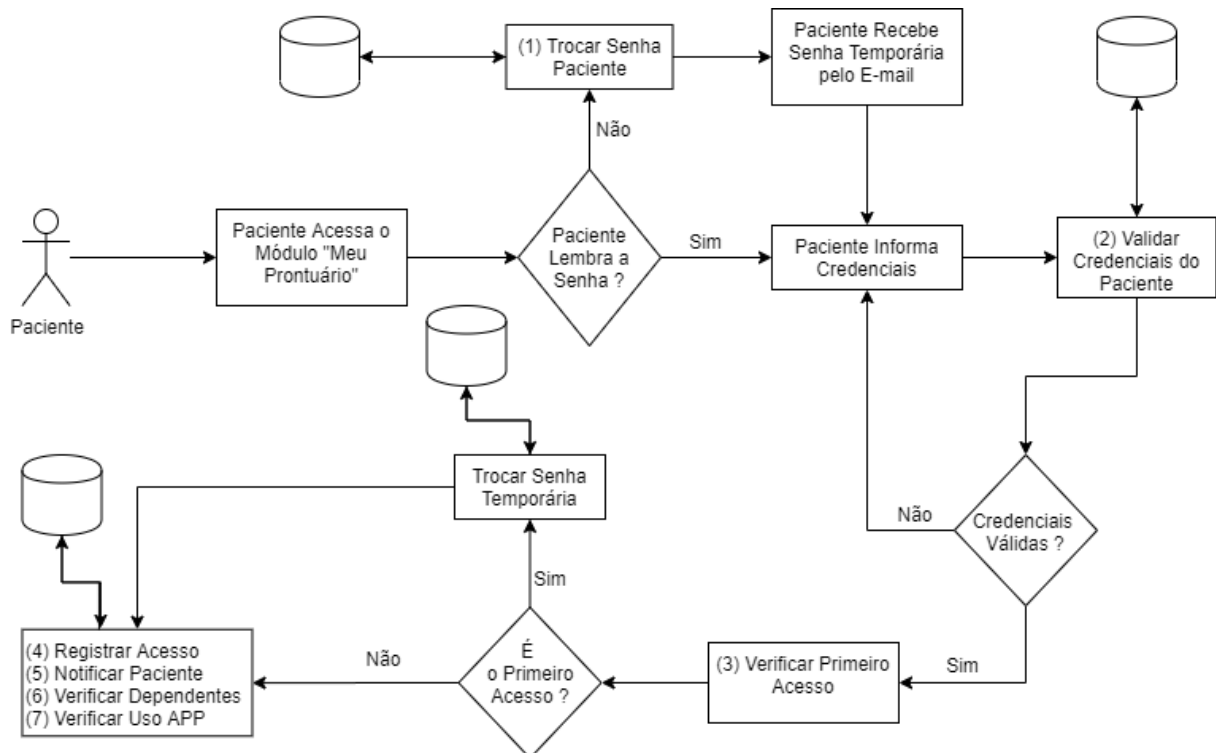 (1) Trocar Senha
Paciente
Paciente Recebe
Senha Temporária
pelo E-mail
Não
Paciente
Paciente Acessa o
Módulo "Meu
Prontuário"
Paciente
Lembra a
Senha ?
Sim
Paciente Informa
Credenciais
(2) Validar
Credenciais do
Paciente
Trocar Senha
Temporária
Não
Credenciais
Válidas ?
Sim
(4) Registrar Acesso
(5) Notificar Paciente
(6) Verificar Dependentes
(7) Verificar Uso APP
Não
É
o Primeiro
Acesso ?
(3) Verificar Primeiro
Acesso
Sim